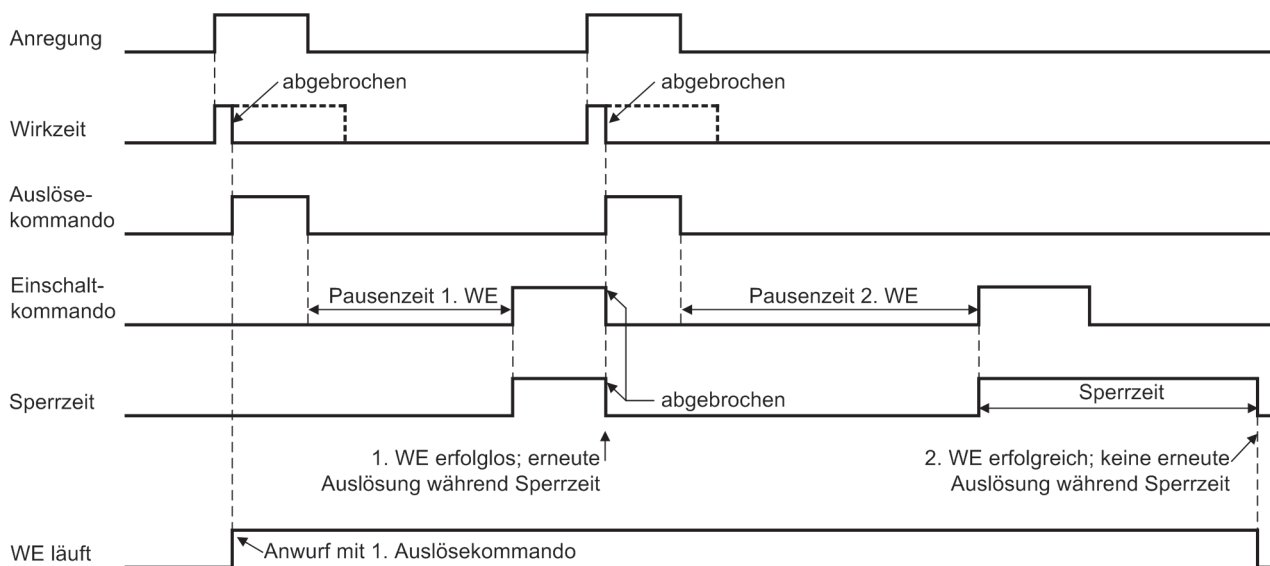 Anregung
abgebrochen
abgebrochen
Wirkzeit
Auslöse-
kommando
Einschalt-
kommando
Pausenzeit 1. WE
Pausenzeit 2. WE
Sperrzeit
abgebrochen
Sperrzeit
1. WE erfolglos; erneute
Auslösung während Sperrzeit
2. WE erfolgreich; keine erneute
Auslösung während Sperrzeit
WE läuft
Anwurf mit 1. Auslösekommando